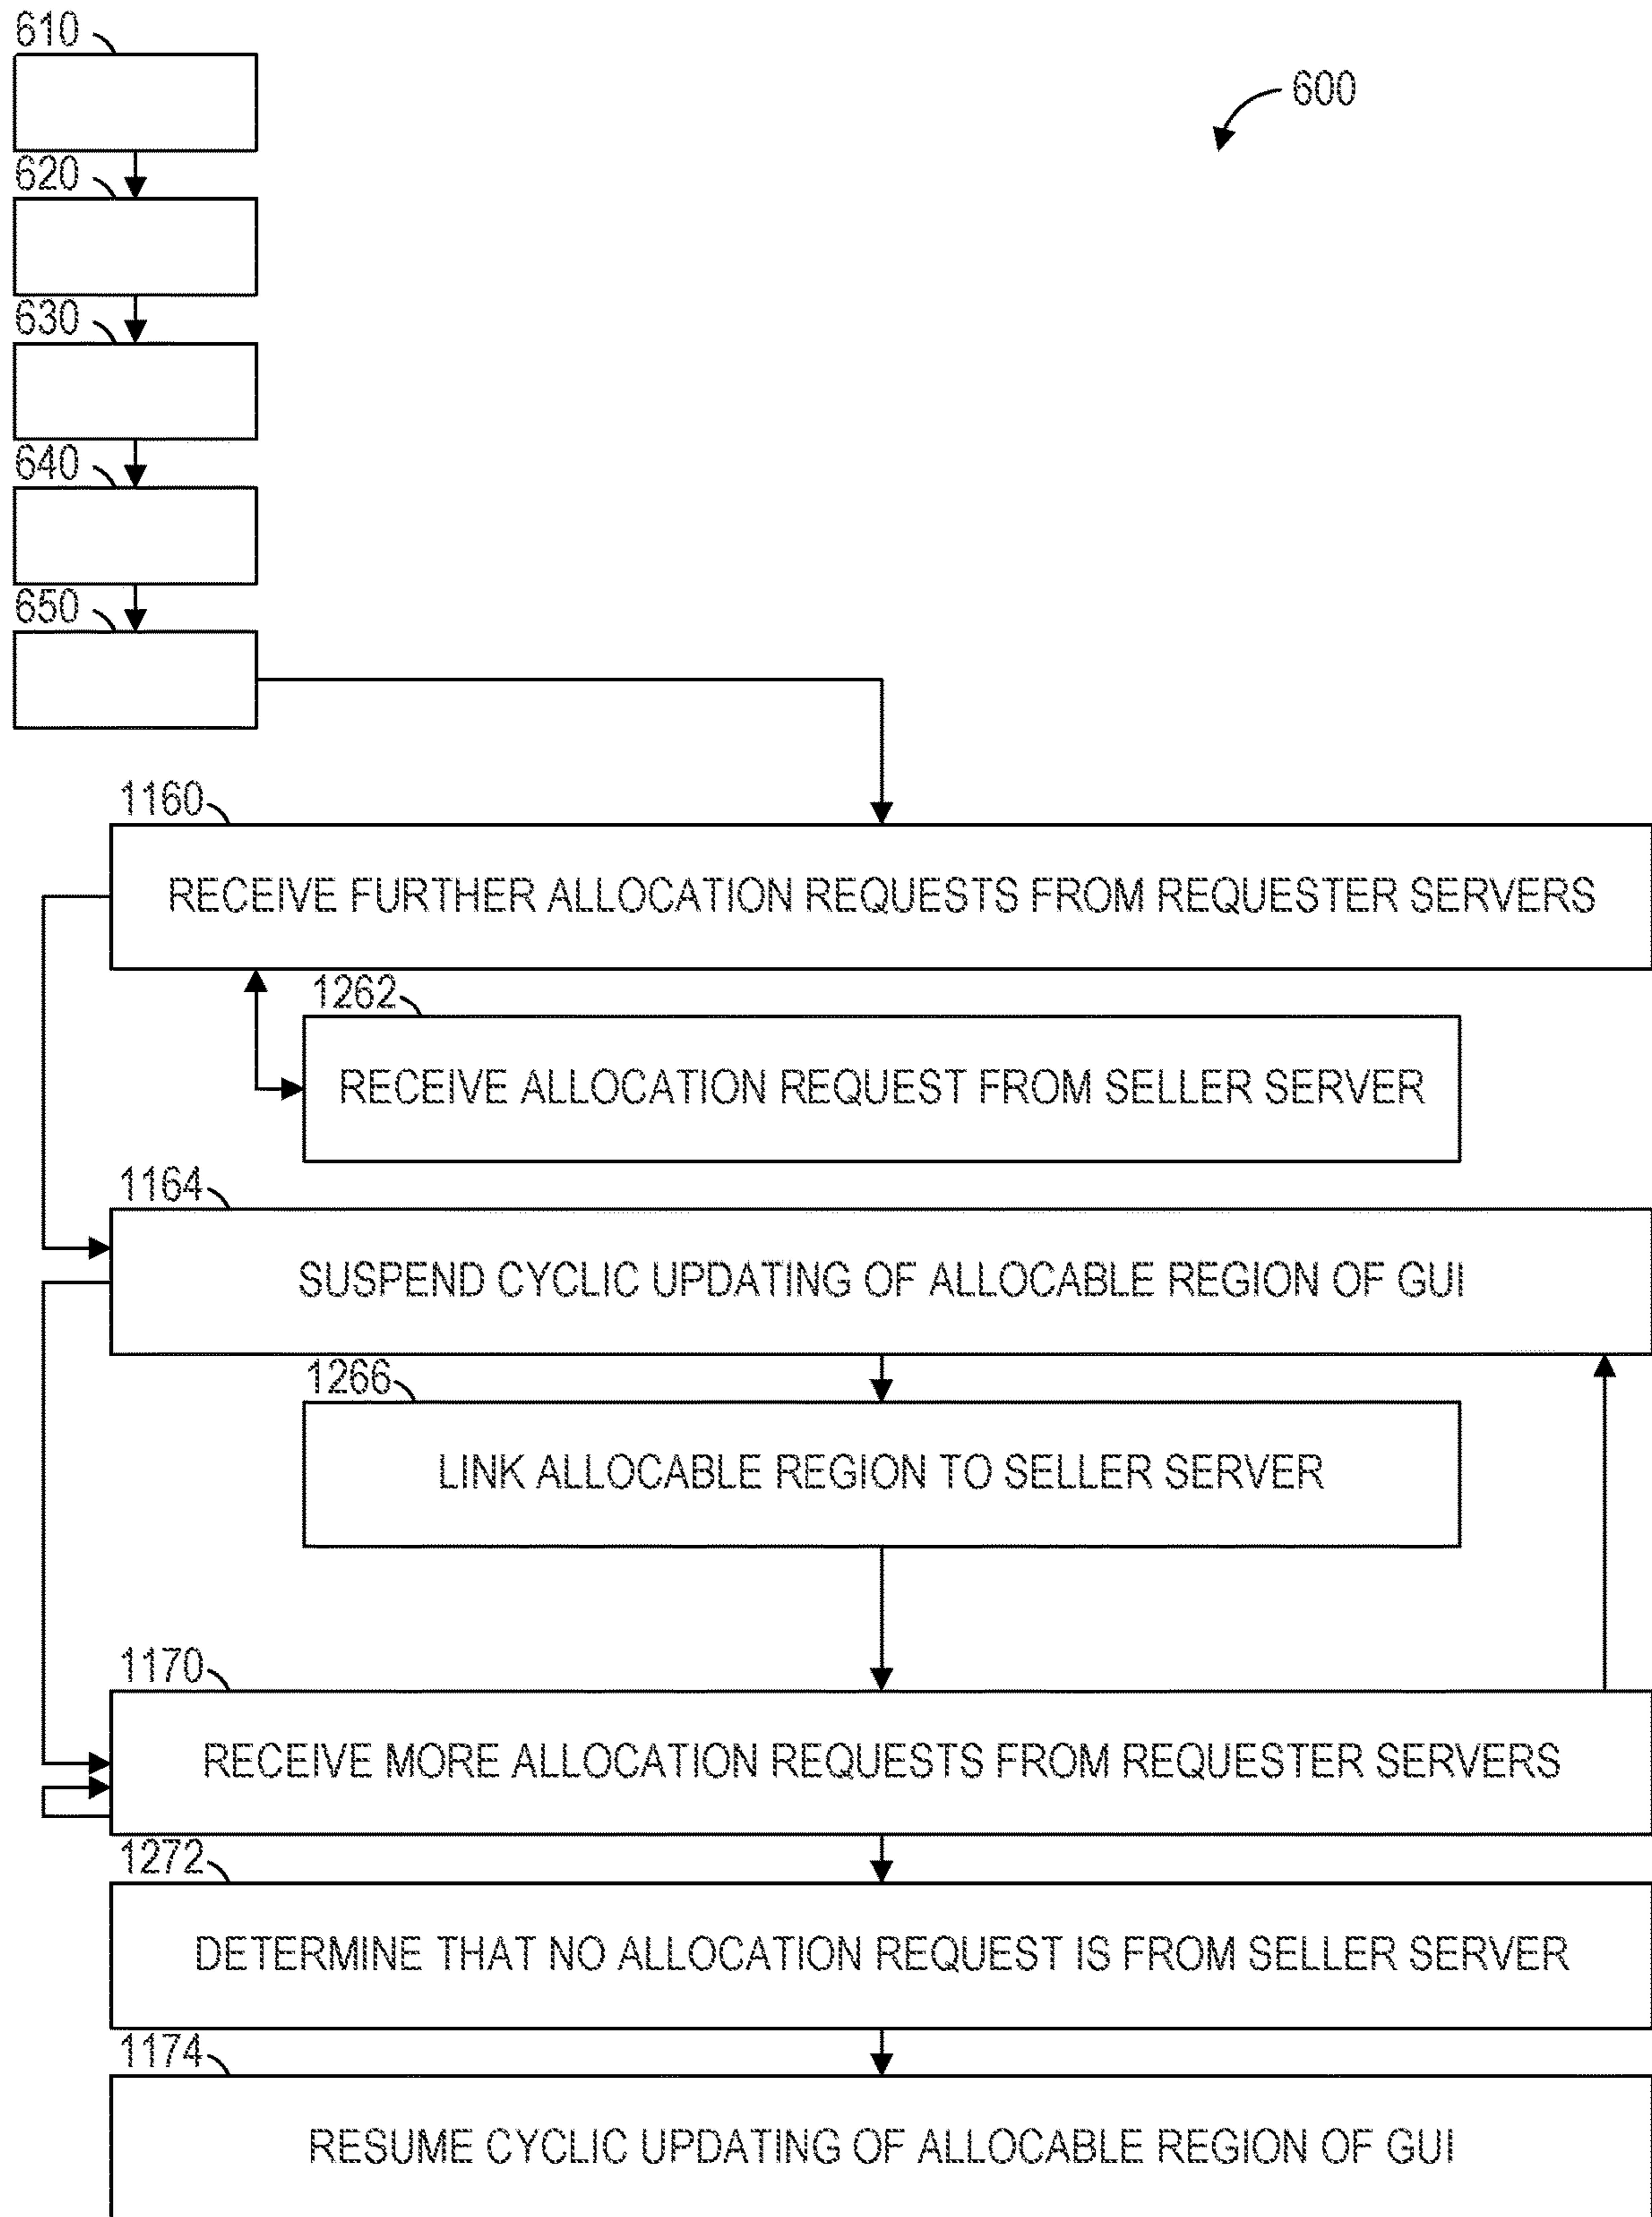 610
600
620
630
640
650
1160
RECEIVE FURTHER ALLOCATION REQUESTS FROM REQUESTER SERVERS
1262
RECEIVE ALLOCATION REQUEST FROM SELLER SERVER
1164
SUSPEND CYCLIC UPDATING OF ALLOCABLE REGION OF GUI
1266
LINK ALLOCABLE REGION TO SELLER SERVER
1170
RECEIVE MORE ALLOCATION REQUESTS FROM REQUESTER SERVERS
1272
DETERMINE THAT NO ALLOCATION REQUEST IS FROM SELLER SERVER
1174
RESUME CYCLIC UPDATING OF ALLOCABLE REGION OF GUI